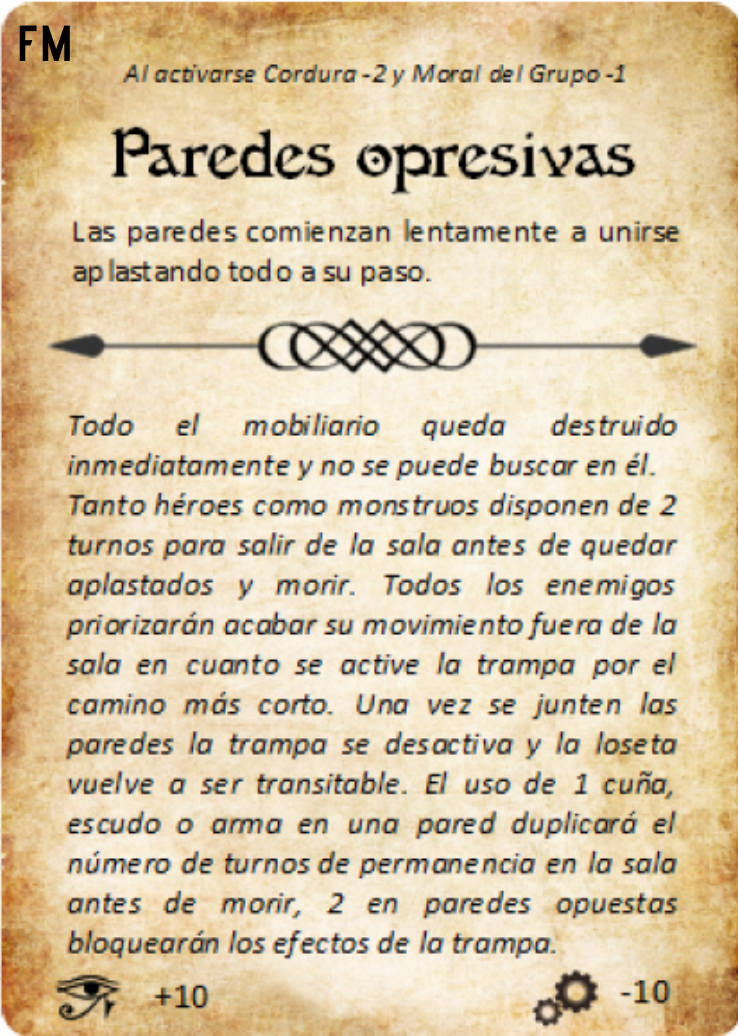 FM
Al activarse Cordura -2 y Moral del Grupo -1
Paredes opresivas
Las paredes comienzan lentamente a unirse
aplastando todo a su paso.
Todo el mobiliario queda destruido
inmediatamente y no se puede buscar en él.
Tanto héroes como monstruos disponen de 2
turnos para salir de la sala antes de quedar
aplastados y morir. Todos los enemigos
priorizarán acabar su movimiento fuera de la
sala en cuanto se active la trampa por el
camino más corto. Una vez se junten las
paredes la trampa se desactiva y la loseta
vuelve a ser transitable. El uso de 1 cuña,
escudo o arma en una pared duplicará el
número de turnos de permanencia en la sala
antes de morir, 2 en paredes opuestas
bloquearán los efectos de la trampa.
+10 -10